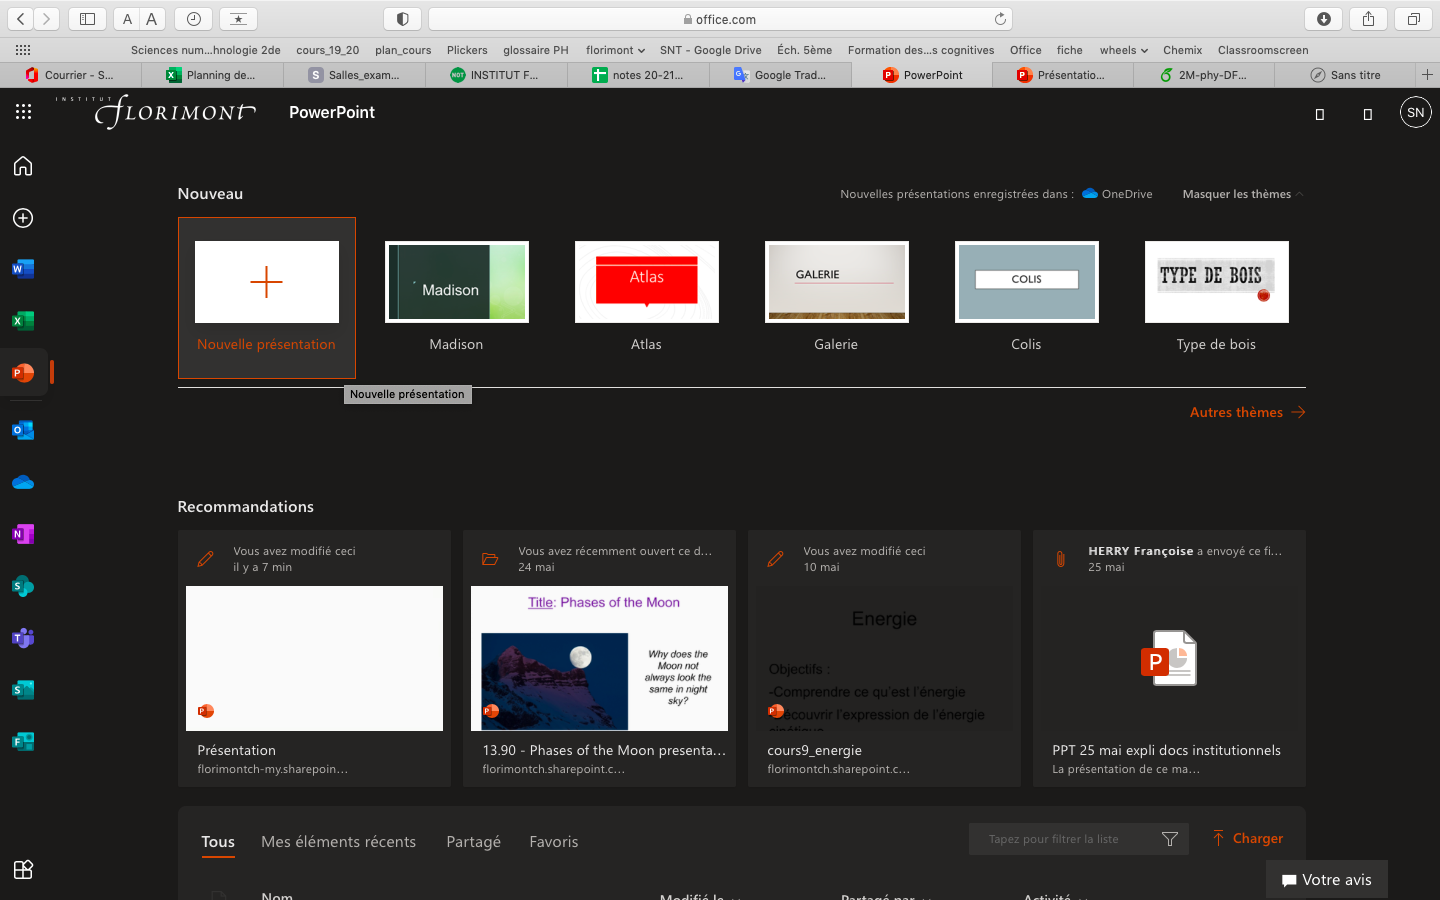 A A
office.com
Sciences num...hnologie 2de
cours_19_20
plan_cours
Plickers
glossaire PH
florimont
SNT - Google Drive
Éch. 5ème
Formation des...s cognitives
Office
fiche
wheels
Chemix
Classroomscreen
Courrier - S...
Planning de...
S
Salles_exam...
INSTITUT F...
notes 20-21...
Google Trad...
PowerPoint
Présentatio...
2M-phy-DF...
Sans titre
INSTITUT
FLORIMONT
PowerPoint
SN
Nouveau
Nouvelles présentations enregistrées dans :
OneDrive
Masquer les thèmes
Madison
Atlas
GALERIE
COLIS
TYPE DE BOIS
Nouvelle présentation
Madison
Atlas
Galerie
Colis
Type de bois
Nouvelle présentation
Autres thèmes
Recommandations
Vous avez modifié ceci
il y a 7 min
Présentation
florimontch-my.sharepoin...
Vous avez récemment ouvert ce d...
24 mai
Title: Phases of the Moon
Why does the
Moon not
always look the
same in night
sky?
13.90 - Phases of the Moon presenta...
florimontch.sharepoint.c...
Vous avez modifié ceci
10 mai
Energie
Objectifs :
-Comprendre ce qu'est l'énergie
écouvrir l'expression de l'énergie
cinétique
cours9_energie
florimontch.sharepoint.c...
HERRY Françoise a envoyé ce fi...
25 mai
P
PPT 25 mai expli docs institutionnels
La présentation de ce ma...
Tous
Mes éléments récents
Partagé
Favoris
Tapez pour filtrer la liste
Charger
Nom
Modifié le
Partagé par
Activité
Votre avis